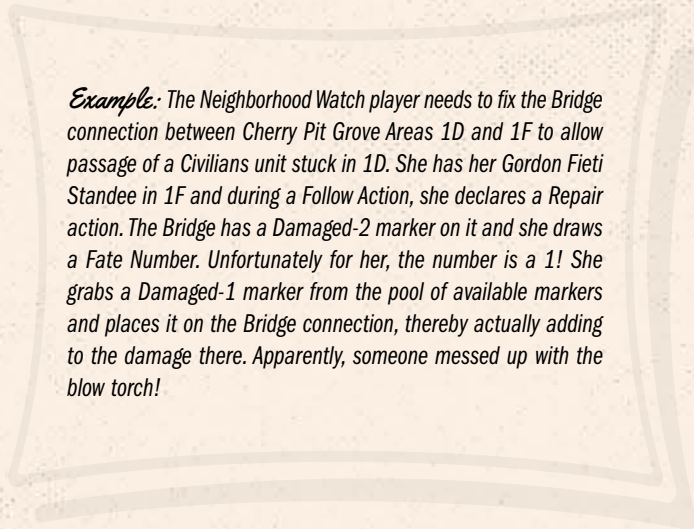 Example: The Neighborhood Watch player needs to fix the Bridge
connection between Cherry Pit Grove Areas 1D and 1F to allow
passage of a Civilians unit stuck in 1D. She has her Gordon Fieti
Standee in 1F and during a Follow Action, she declares a Repair
action. The Bridge has a Damaged-2 marker on it and she draws
a Fate Number. Unfortunately for her, the number is a 1! She
grabs a Damaged-1 marker from the pool of available markers
and places it on the Bridge connection, thereby actually adding
to the damage there. Apparently, someone messed up with the
blow torch!